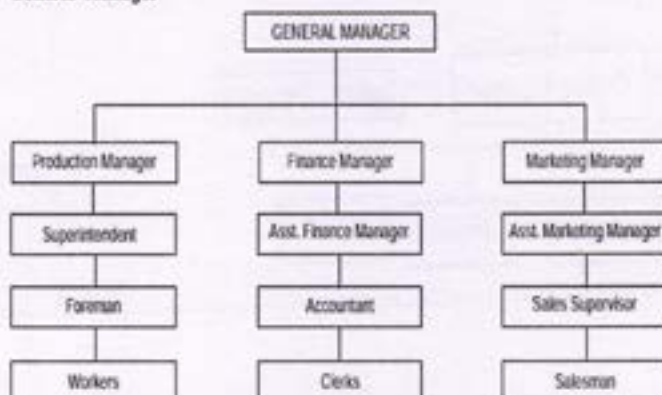 GENERAL MANAGER
Production Manager
Finance Manager
Marketing Manager
Superintendent
Asst. Finance Manager
Asst. Marketing Manager
Foreman
Accountant
Sales Supervisor
Workers
Clerks
Salesman